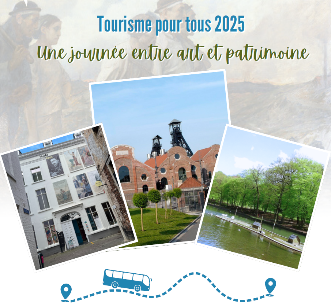 Tourisme pour tous 2025
Une journée entre art et patrimoine